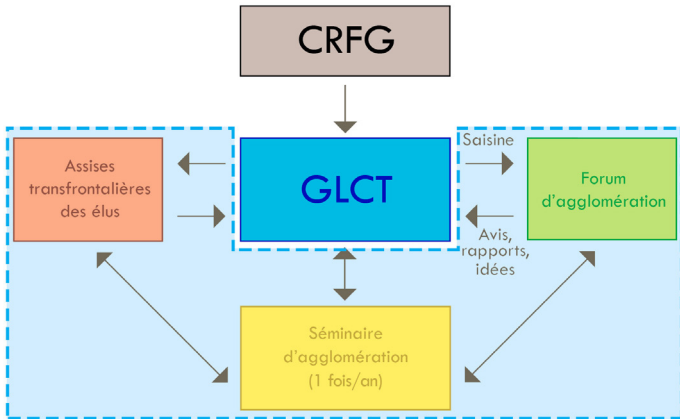 CRFG
Assises
transfrontalières
des élus
GLCT
Saisine
Avis,
rapports,
idées
Forum
d'agglomération
Séminaire
d'agglomération
(1 fois/an)